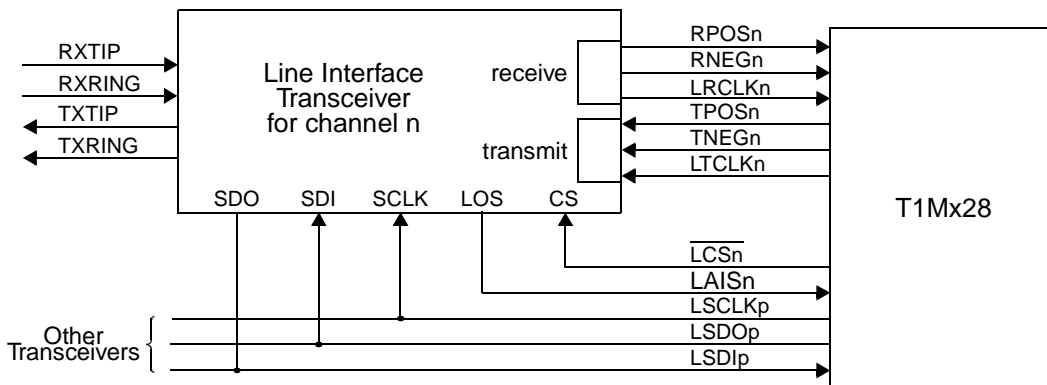 RXTIP
RXRING
TXTIP
TXRING
Line Interface
Transceiver
for channel n
receive
transmit
SDO SDI SCLK LOS CS
RPOSn
RNEGn
LRCLKn
TPOSn
TNEGn
LTCLKn
T1Mx28
LCSn
LAISn
LSCLKp
LSDOp
LSDIp
Other
Transceivers